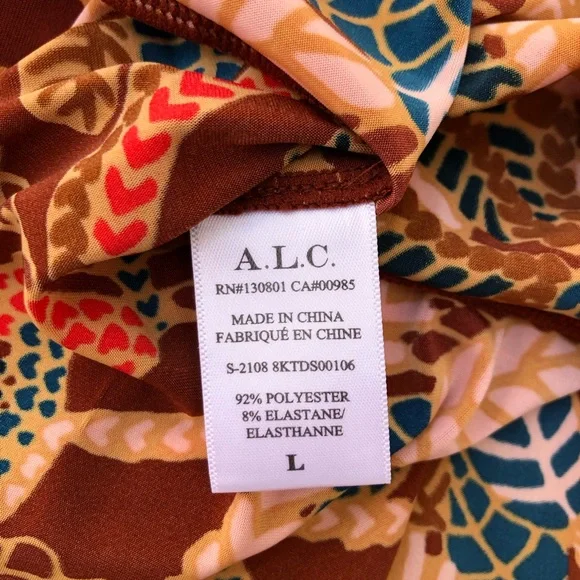 A.L.C.
RN#130801 CA#00985
MADE IN CHINA
FABRIQUÉ EN CHINE
S-2108 8KTDS00106
92% POLYESTER
8% ELASTANE/
ELASTHANNE
L